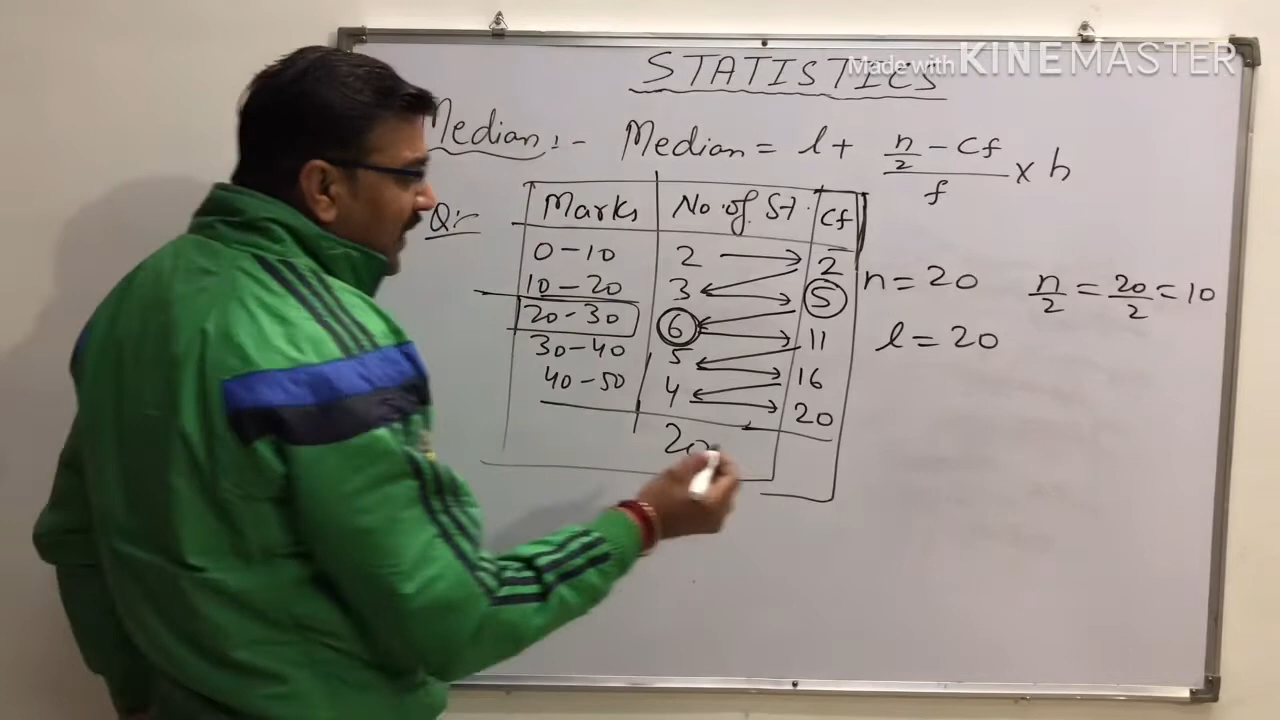 STATISTICS
Made with KINEMASTER
Median :- Median = l + (n/2 - Cf)/f × h
Q:-
Marks No. of St. Cf
0-10 2 2
10-20 3 5
20-30 6 11
30-40 5 16
40-50 4 20
20
n = 20 n/2 = 20/2 = 10
l = 20